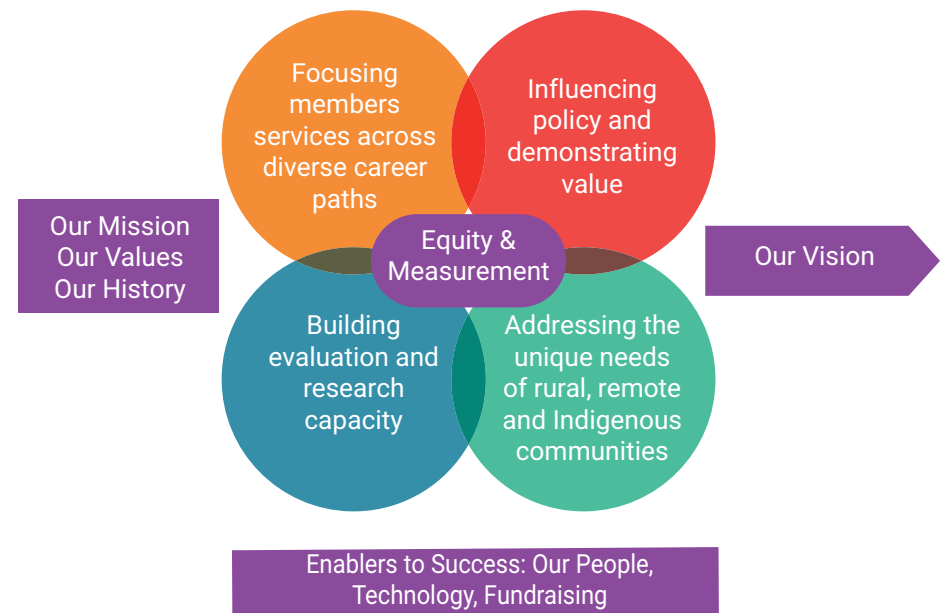 Focusing
members
services across
diverse career
paths
Influencing
policy and
demonstrating
value
Our Mission
Our Values
Our History
Equity &
Measurement
Our Vision
Building
evaluation and
research
capacity
Addressing the
unique needs
of rural, remote
and Indigenous
communities
Enablers to Success: Our People,
Technology, Fundraising